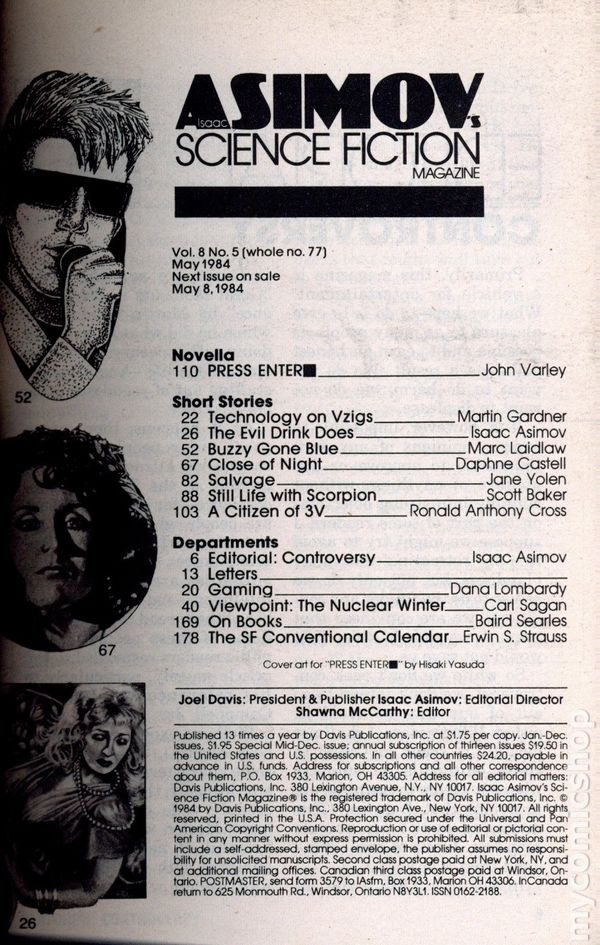 Isaac
ASIMOV's
SCIENCE FICTION
MAGAZINE
Vol. 8 No. 5 (whole no. 77)
May 1984
Next issue on sale
May 8, 1984
Novella
110 PRESS ENTER■ John Varley
Short Stories
22 Technology on Vzigs Martin Gardner
26 The Evil Drink Does Isaac Asimov
52 Buzzy Gone Blue Marc Laidlaw
67 Close of Night Daphne Castell
82 Salvage Jane Yolen
88 Still Life with Scorpion Scott Baker
103 A Citizen of 3V Ronald Anthony Cross
Departments
6 Editorial: Controversy Isaac Asimov
13 Letters
20 Gaming Dana Lombardy
40 Viewpoint: The Nuclear Winter Carl Sagan
169 On Books Baird Searles
178 The SF Conventional Calendar Erwin S. Strauss
Cover art for "PRESS ENTER■" by Hisaki Yasuda
Joel Davis: President & Publisher Isaac Asimov: Editorial Director
Shawna McCarthy: Editor
Published 13 times a year by Davis Publications, Inc. at $1.75 per copy. Jan.-Dec.
issues, $1.95 Special Mid-Dec. issue; annual subscription of thirteen issues $19.50 in
the United States and U.S. possessions. In all other countries $24.20, payable in
advance in U.S. funds. Address for subscriptions and all other correspondence
about them, P.O. Box 1933, Marion, OH 43305. Address for all editorial matters:
Davis Publications, Inc. 380 Lexington Avenue, N.Y., NY 10017. Isaac Asimov's Sci-
ence Fiction Magazine® is the registered trademark of Davis Publications, Inc. ©
1984 by Davis Publications, Inc., 380 Lexington Ave., New York, NY 10017. All rights
reserved, printed in the U.S.A. Protection secured under the Universal and Pan
American Copyright Conventions. Reproduction or use of editorial or pictorial con-
tent in any manner without express permission is prohibited. All submissions must
include a self-addressed, stamped envelope, the publisher assumes no responsi-
bility for unsolicited manuscripts. Second class postage paid at New York, NY, and
at additional mailing offices. Canadian third class postage paid at Windsor, On-
tario. POSTMASTER, send form 3579 to IAsfm, Box 1933, Marion OH 43306. In Canada
return to 625 Monmouth Rd., Windsor, Ontario N8Y3L1. ISSN 0162-2188.
52
67
26
mycomicshop